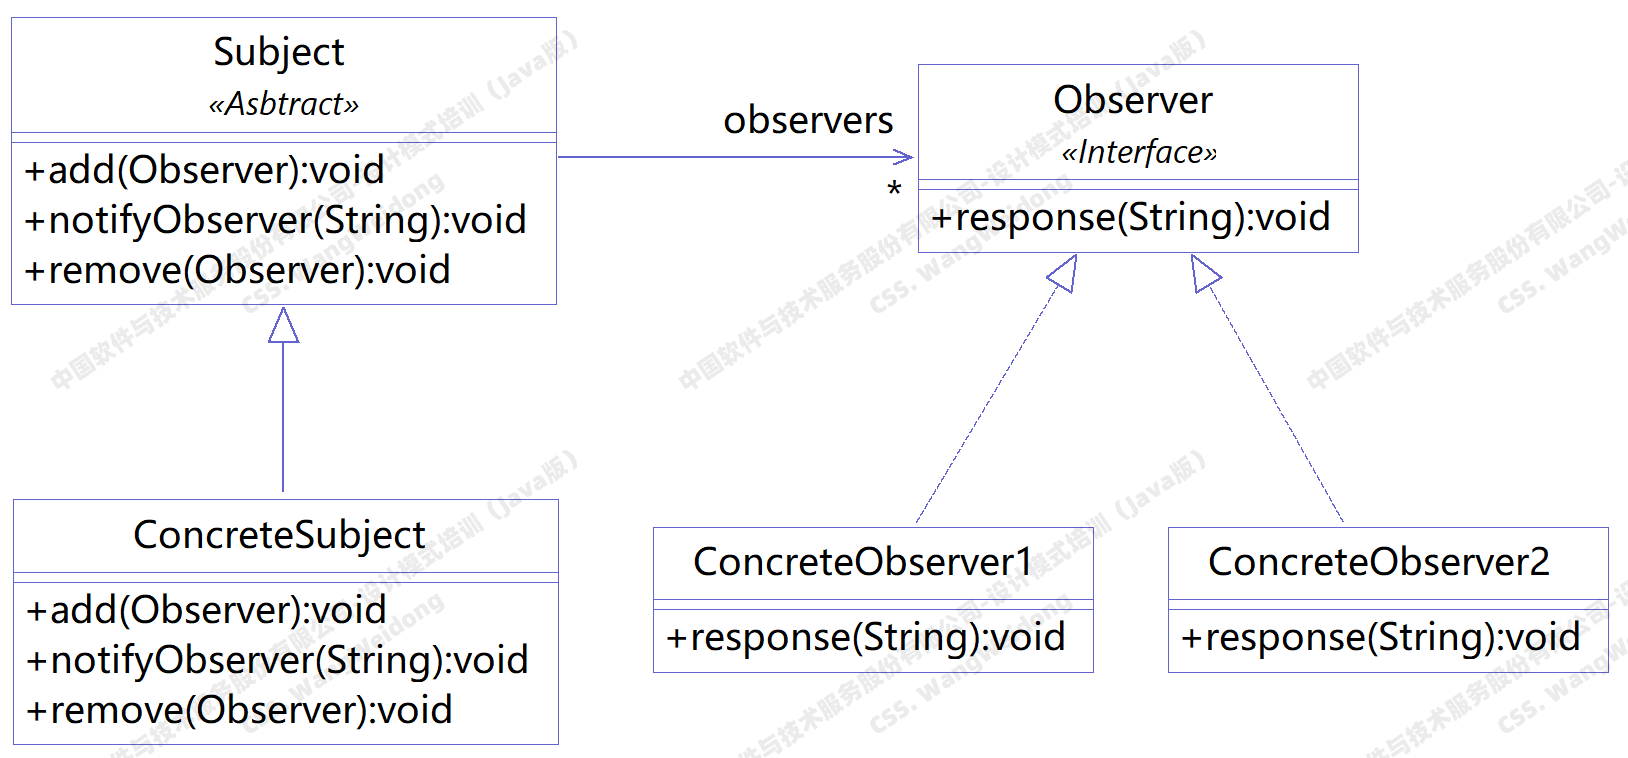 Subject
«Asbtract»
+add(Observer):void
+notifyObserver(String):void
+remove(Observer):void
observers
*
Observer
«Interface»
+response(String):void
ConcreteSubject
+add(Observer):void
+notifyObserver(String):void
+remove(Observer):void
ConcreteObserver1
+response(String):void
ConcreteObserver2
+response(String):void
中国软件与技术服务股份有限公司-设计模式培训（Java版）
CSS. WangWeidong